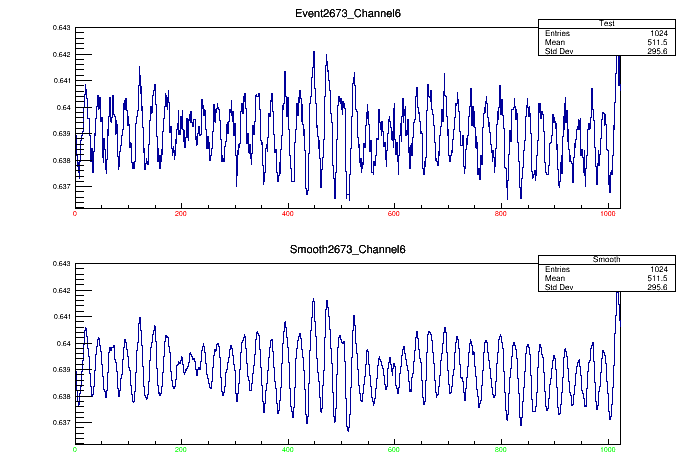 Event2673_Channel6
Test
Entries 1024
Mean 511.5
Std Dev 295.6
0.643
0.642
0.641
0.64
0.639
0.638
0.637
0 200 400 600 800 1000
Smooth2673_Channel6
Smooth
Entries 1024
Mean 511.5
Std Dev 295.6
0.643
0.642
0.641
0.64
0.639
0.638
0.637
0 200 400 600 800 1000